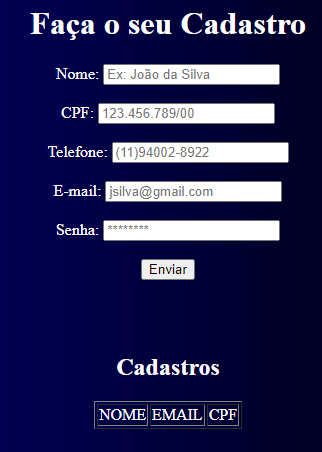 Faça o seu Cadastro
Nome: Ex: João da Silva
CPF: 123.456.789/00
Telefone: (11)94002-8922
E-mail: jsilva@gmail.com
Senha: ********
Enviar
Cadastros
NOME EMAIL CPF